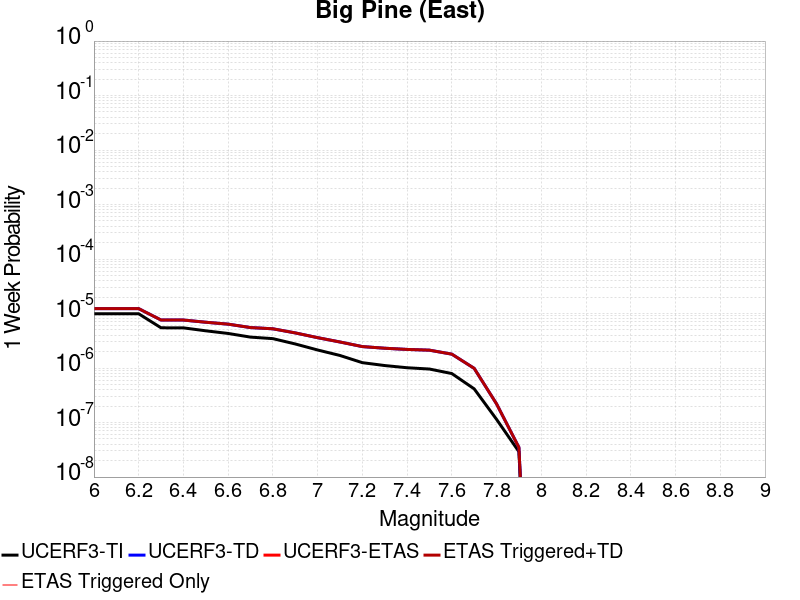 Big Pine (East)
10^0
10^-1
10^-2
10^-3
10^-4
10^-5
10^-6
10^-7
10^-8
1 Week Probability
6 6.2 6.4 6.6 6.8 7 7.2 7.4 7.6 7.8 8 8.2 8.4 8.6 8.8 9
Magnitude
UCERF3-TI UCERF3-TD UCERF3-ETAS ETAS Triggered+TD
ETAS Triggered Only